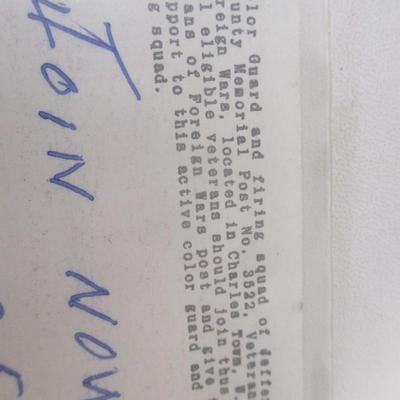 lor Guard and firing squad of Jeffe
unty Memorial Post No. 3522, Veteran
reign Wars, located in Charles Town, W.
l eligible veterans should join thus
ans of Foreign Wars post and give
pport to this active color guard and
g squad.
JOIN NOW